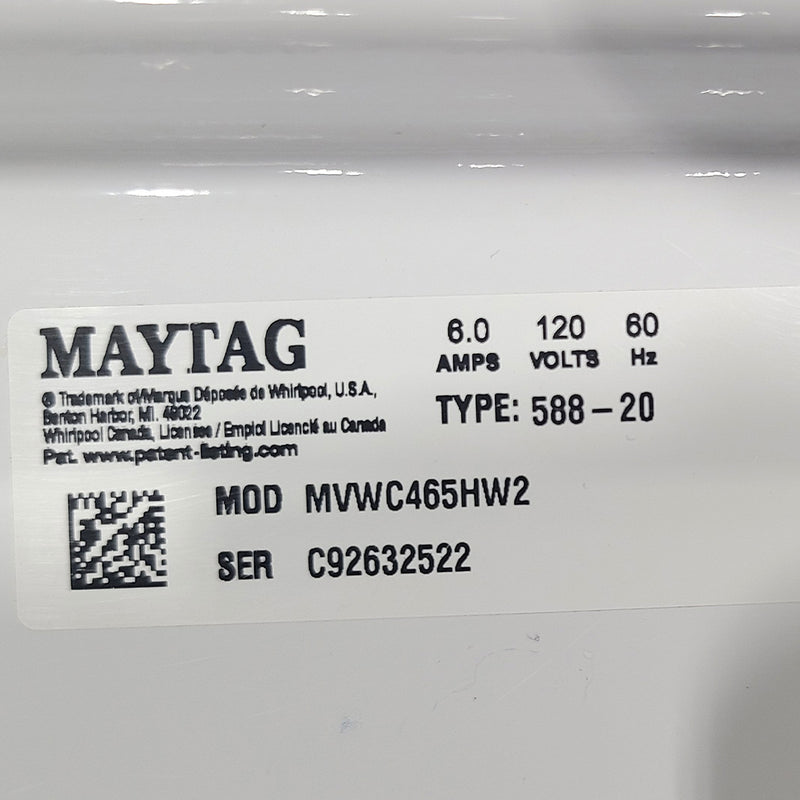 MAYTAG
® Trademark of/Marque Déposée de Whirlpool, U.S.A.,
Benton Harbor, MI. 49022
Whirlpool Canada, Licensee / Emploi Licencié au Canada
Pat. www.patent-listing.com
6.0 120 60
AMPS VOLTS Hz
TYPE: 588-20
MOD MVWC465HW2
SER C92632522